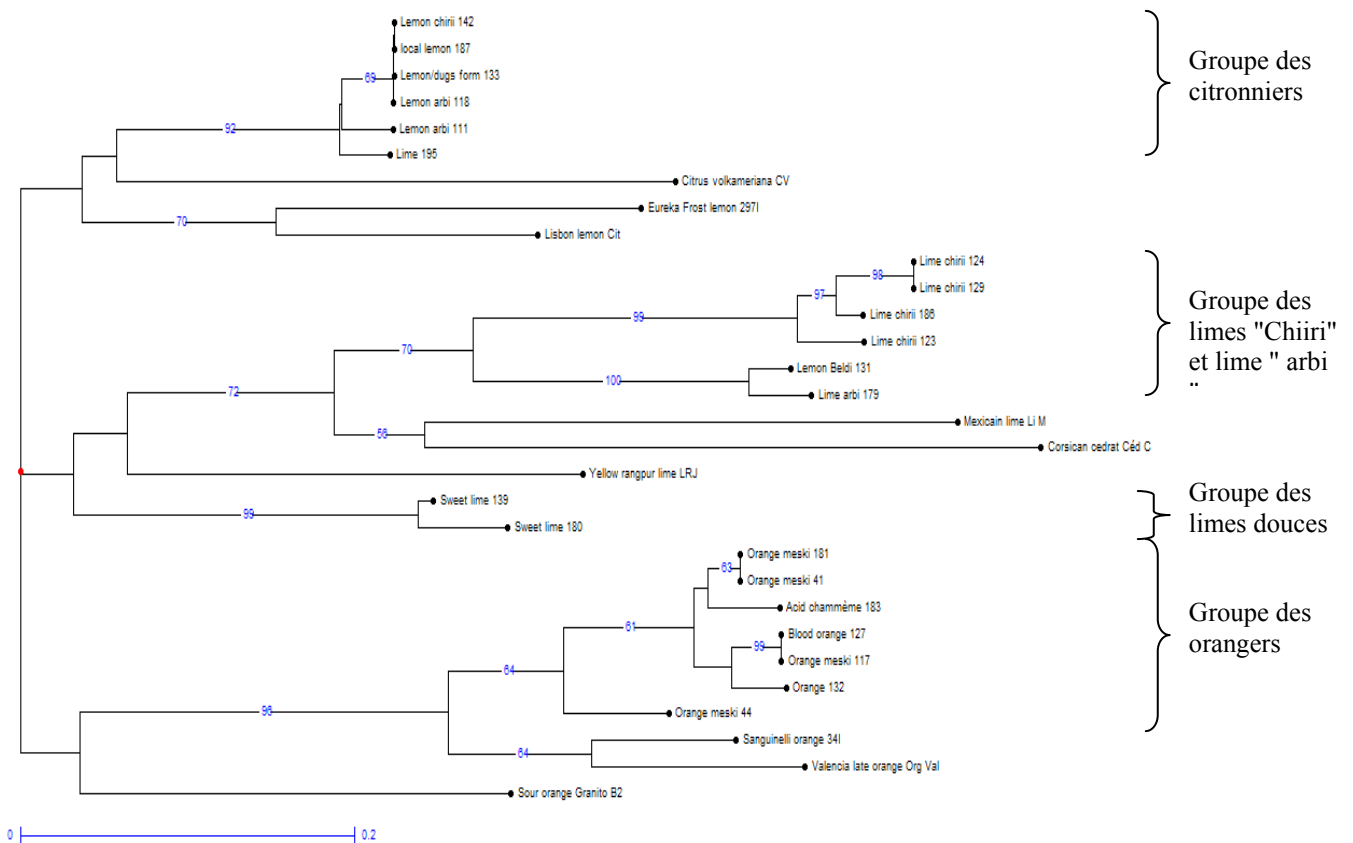 Lemon chirii 142
local lemon 187
69
Lemon/dugs form 133
Lemon arbi 118
92
Lemon arbi 111
Lime 195
Citrus volkameriana CV
Eureka Frost lemon 297I
70
Lisbon lemon Cit
Groupe des
citronniers
Lime chirii 124
98
Lime chirii 129
97
Lime chirii 186
99
Lime chirii 123
70
Lemon Beldi 131
100
72
Lime arbi 179
Mexicain lime Li M
56
Corsican cedrat Céd C
Groupe des
limes "Chiiri"
et lime " arbi
"
Yellow rangpur lime LRJ
Sweet lime 139
99
Sweet lime 180
Groupe des
limes douces
Orange meski 181
63
Orange meski 41
Acid chammème 183
61
Blood orange 127
99
Orange meski 117
64
Orange 132
96
Orange meski 44
Groupe des
orangers
Sanguinelli orange 34I
64
Valencia late orange Org Val
Sour orange Granito B2
0 0.2